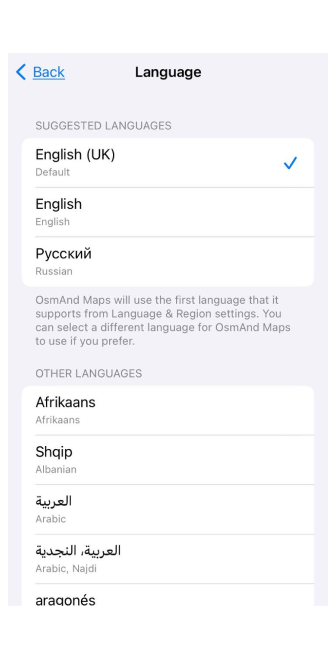 Back
Language
SUGGESTED LANGUAGES
English (UK)
Default
English
English
Русский
Russian
OsmAnd Maps will use the first language that it
supports from Language & Region settings. You
can select a different language for OsmAnd Maps
to use if you prefer.
OTHER LANGUAGES
Afrikaans
Afrikaans
Shqip
Albanian
العربية
Arabic
العربية، النجدية
Arabic, Najdi
aragonés